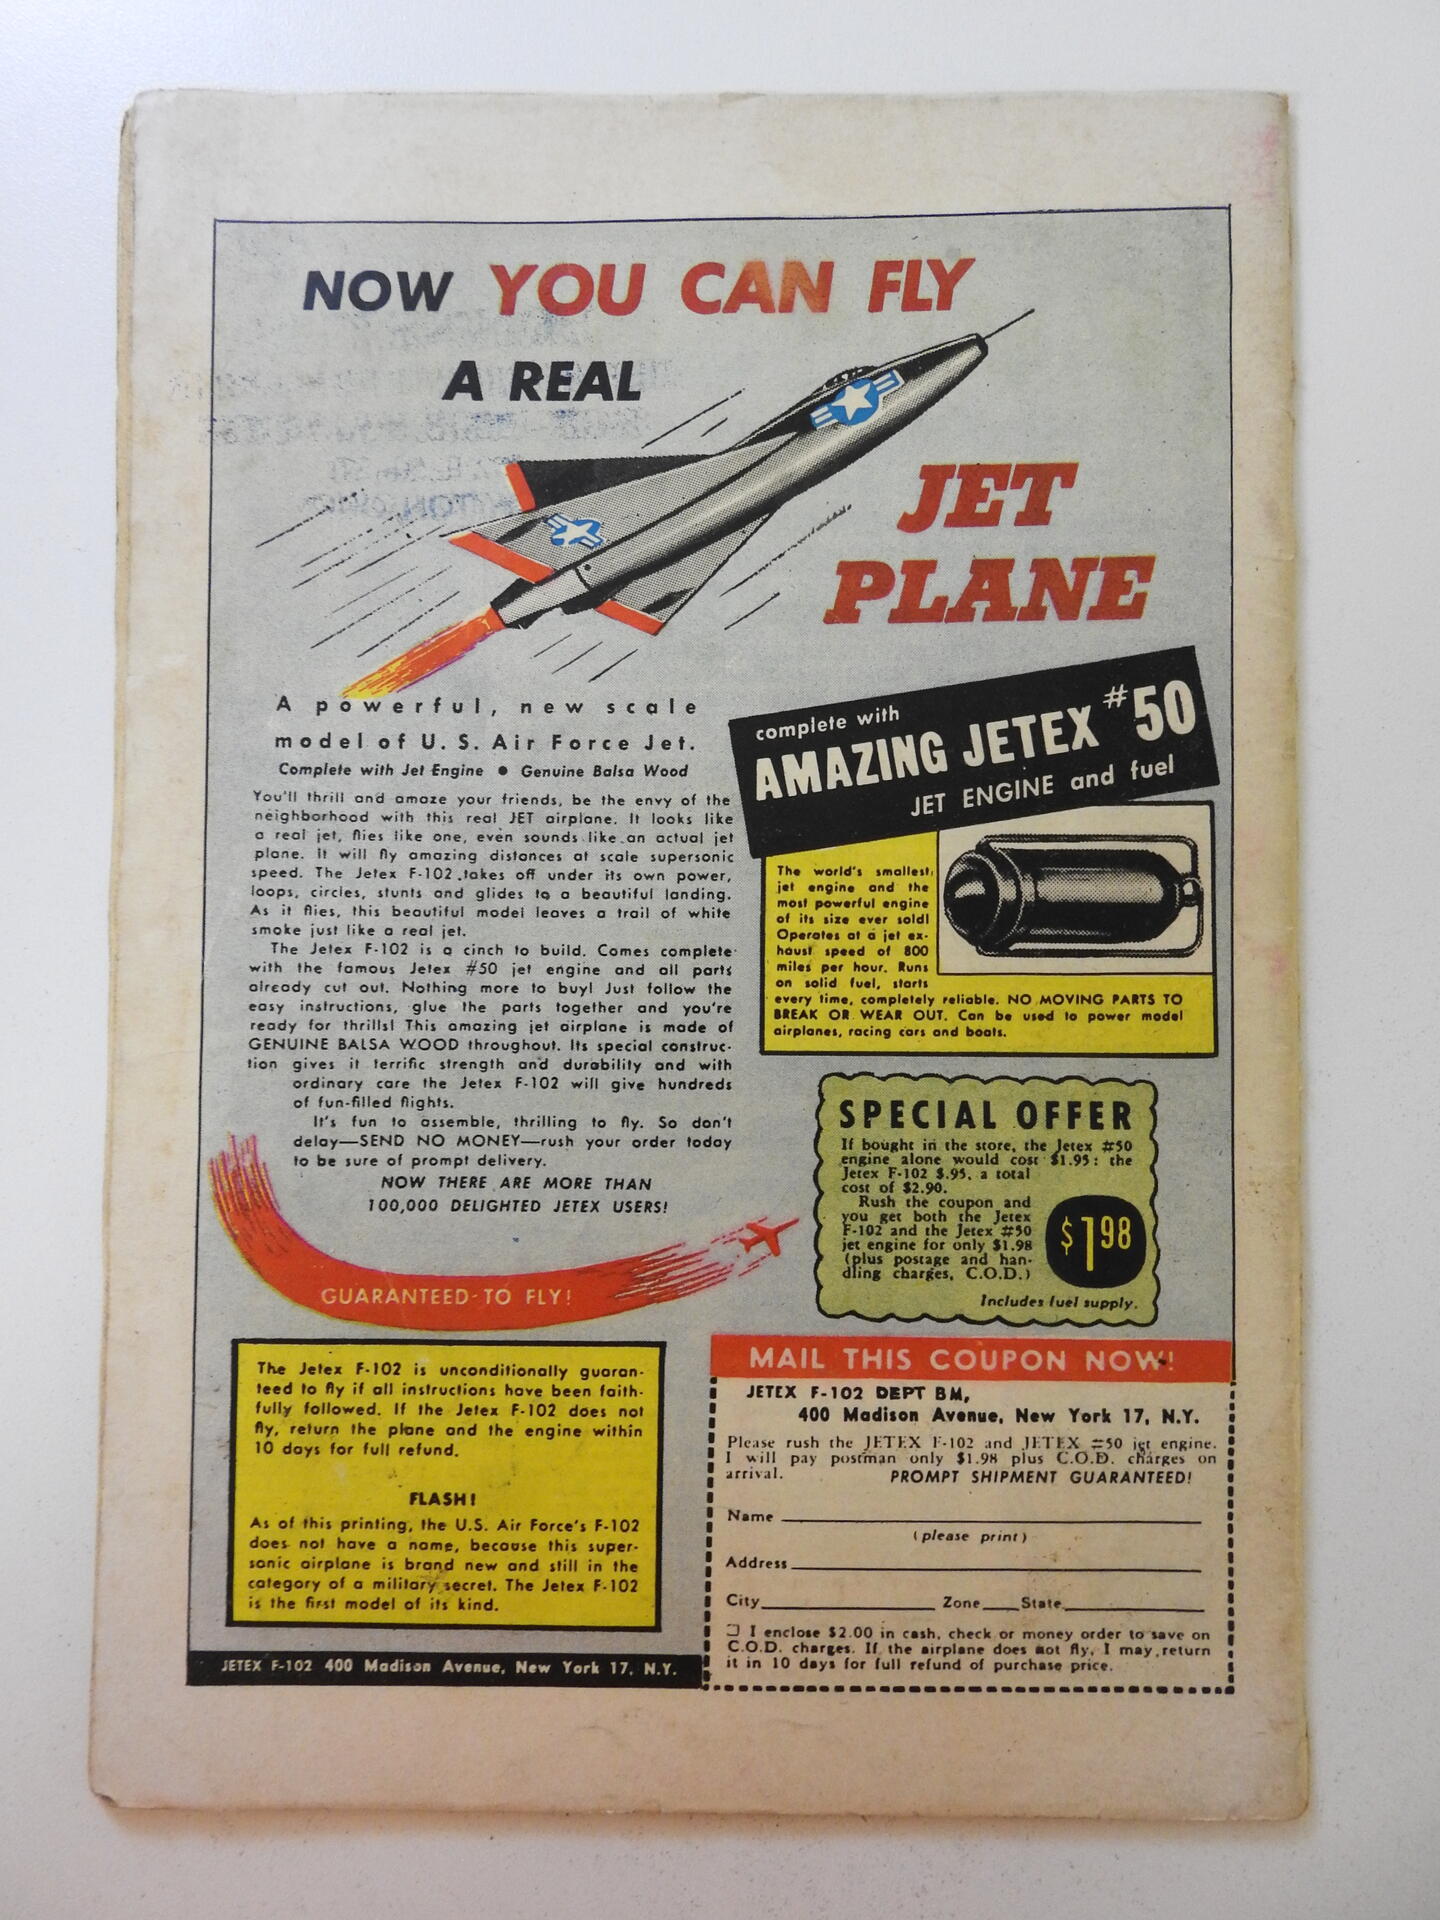 NOW YOU CAN FLY
A REAL
JET
PLANE
A powerful, new scale
model of U. S. Air Force Jet.
Complete with Jet Engine ● Genuine Balsa Wood
You'll thrill and amaze your friends, be the envy of the
neighborhood with this real JET airplane. It looks like
a real jet, flies like one, even sounds like an actual jet
plane. It will fly amazing distances at scale supersonic
speed. The Jetex F-102 takes off under its own power,
loops, circles, stunts and glides to a beautiful landing.
As it flies, this beautiful model leaves a trail of white
smoke just like a real jet.
The Jetex F-102 is a cinch to build. Comes complete
with the famous Jetex #50 jet engine and all parts
already cut out. Nothing more to buy! Just follow the
easy instructions, glue the parts together and you're
ready for thrills! This amazing jet airplane is made of
GENUINE BALSA WOOD throughout. Its special construc-
tion gives it terrific strength and durability and with
ordinary care the Jetex F-102 will give hundreds
of fun-filled flights.
It's fun to assemble, thrilling to fly. So don't
delay—SEND NO MONEY—rush your order today
to be sure of prompt delivery.
NOW THERE ARE MORE THAN
100,000 DELIGHTED JETEX USERS!
GUARANTEED TO FLY!
complete with
AMAZING JETEX #50
JET ENGINE and fuel
The world's smallest
jet engine and the
most powerful engine
of its size ever sold!
Operates at a jet ex-
haust speed of 800
miles per hour. Runs
on solid fuel, starts
every time, completely reliable. NO MOVING PARTS TO
BREAK OR WEAR OUT. Can be used to power model
airplanes, racing cars and boats.
SPECIAL OFFER
If bought in the store, the Jetex #50
engine alone would cost $1.95: the
Jetex F-102 $.95, a total
cost of $2.90.
Rush the coupon and
you get both the Jetex
F-102 and the Jetex #50
jet engine for only $1.98
(plus postage and han-
dling charges, C.O.D.)
$1 98
Includes fuel supply.
The Jetex F-102 is unconditionally guaran-
teed to fly if all instructions have been faith-
fully followed. If the Jetex F-102 does not
fly, return the plane and the engine within
10 days for full refund.
FLASH!
As of this printing, the U.S. Air Force's F-102
does not have a name, because this super-
sonic airplane is brand new and still in the
category of a military secret. The Jetex F-102
is the first model of its kind.
JETEX F-102 400 Madison Avenue, New York 17, N.Y.
MAIL THIS COUPON NOW!
JETEX F-102 DEPT BM,
400 Madison Avenue, New York 17, N.Y.
Please rush the JETEX F-102 and JETEX #50 jet engine.
I will pay postman only $1.98 plus C.O.D. charges on
arrival. PROMPT SHIPMENT GUARANTEED!
Name
(please print)
Address
City Zone State
I enclose $2.00 in cash, check or money order to save on
C.O.D. charges. If the airplane does not fly, I may return
it in 10 days for full refund of purchase price.